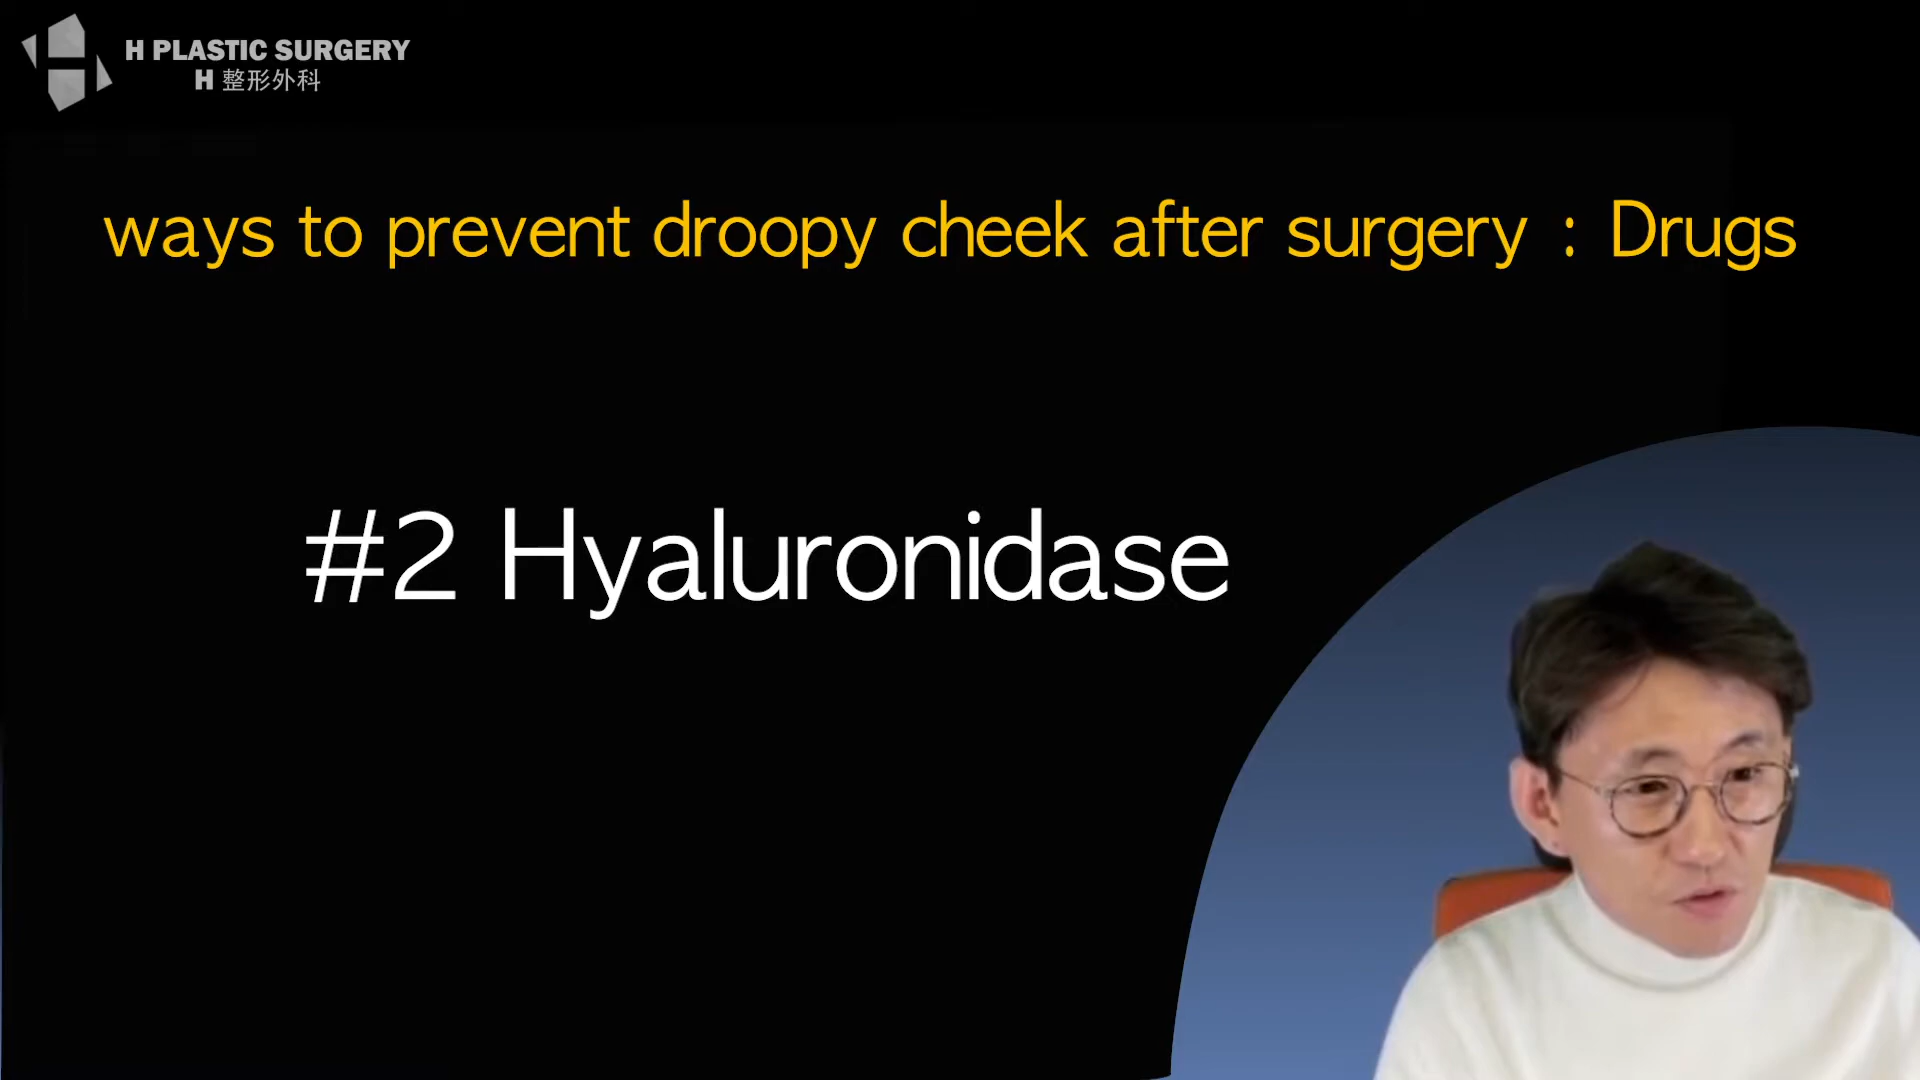 H PLASTIC SURGERY
H 整形外科
ways to prevent droopy cheek after surgery : Drugs
#2 Hyaluronidase